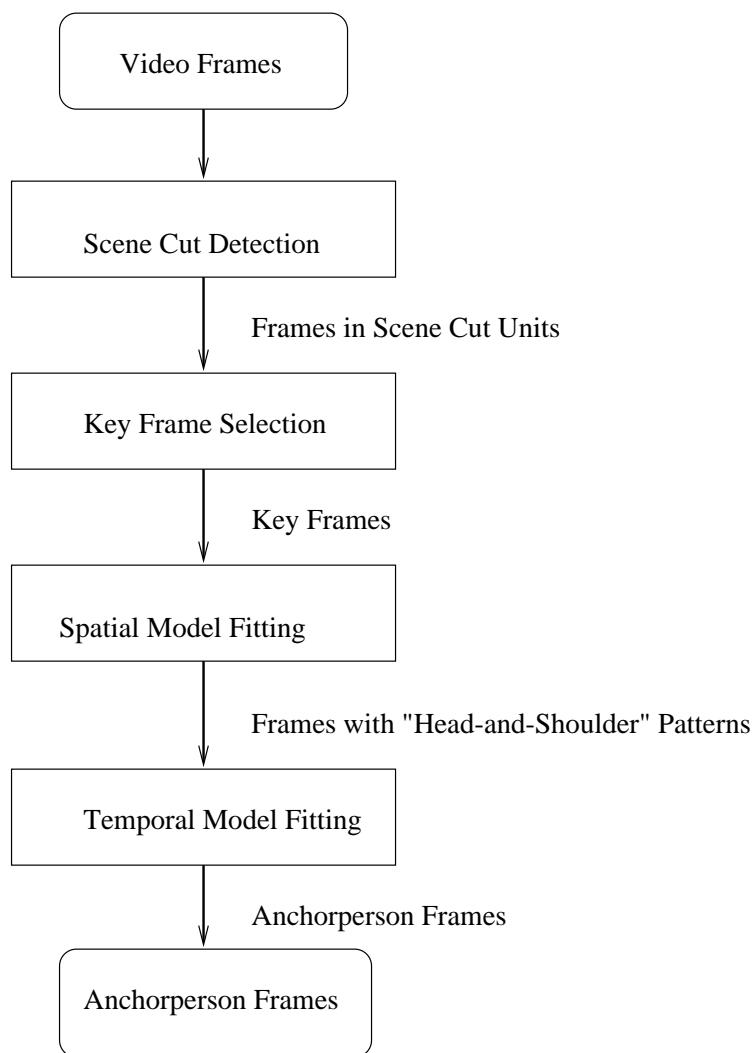 Video Frames
Scene Cut Detection
Frames in Scene Cut Units
Key Frame Selection
Key Frames
Spatial Model Fitting
Frames with "Head-and-Shoulder" Patterns
Temporal Model Fitting
Anchorperson Frames
Anchorperson Frames